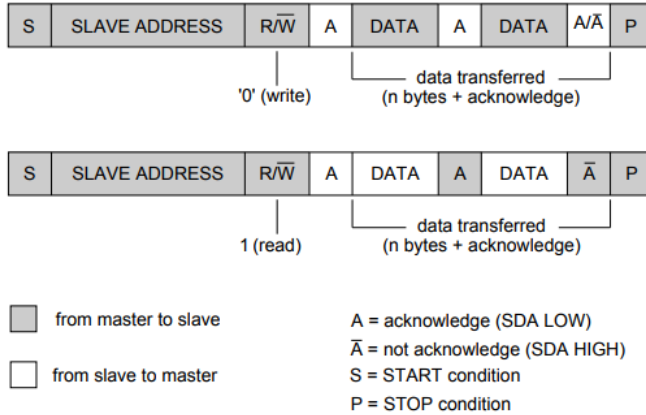 S SLAVE ADDRESS R/W̅ A DATA A DATA A/A̅ P
data transferred
'0' (write) (n bytes + acknowledge)
S SLAVE ADDRESS R/W̅ A DATA A DATA A̅ P
data transferred
1 (read) (n bytes + acknowledge)
from master to slave
A = acknowledge (SDA LOW)
A̅ = not acknowledge (SDA HIGH)
from slave to master
S = START condition
P = STOP condition